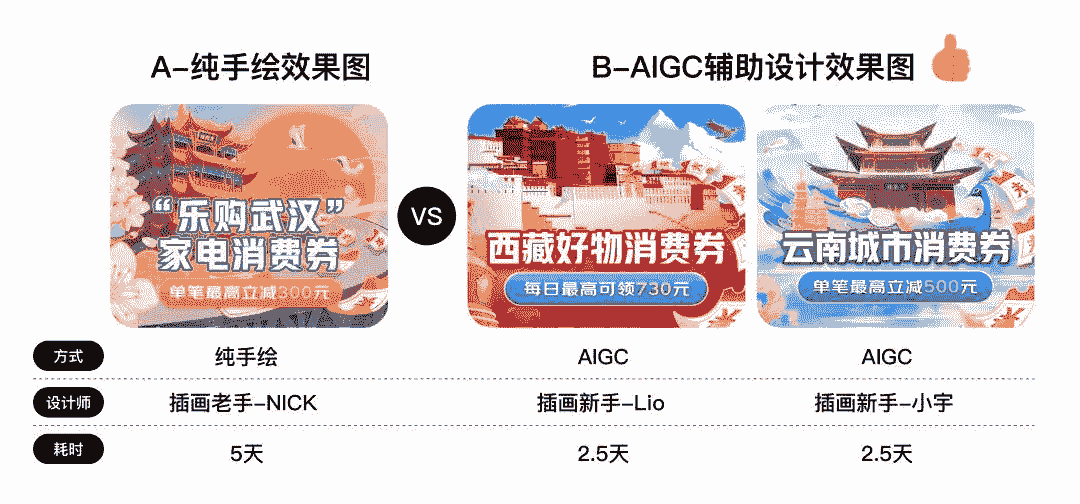 A-纯手绘效果图
B-AIGC辅助设计效果图
“乐购武汉”
家电消费券
单笔最高立减300元
VS
西藏好物消费券
每日最高可领730元
云南城市消费券
单笔最高立减500元
方式
纯手绘
AIGC
AIGC
设计师
插画老手-NICK
插画新手-Lio
插画新手-小宇
耗时
5天
2.5天
2.5天